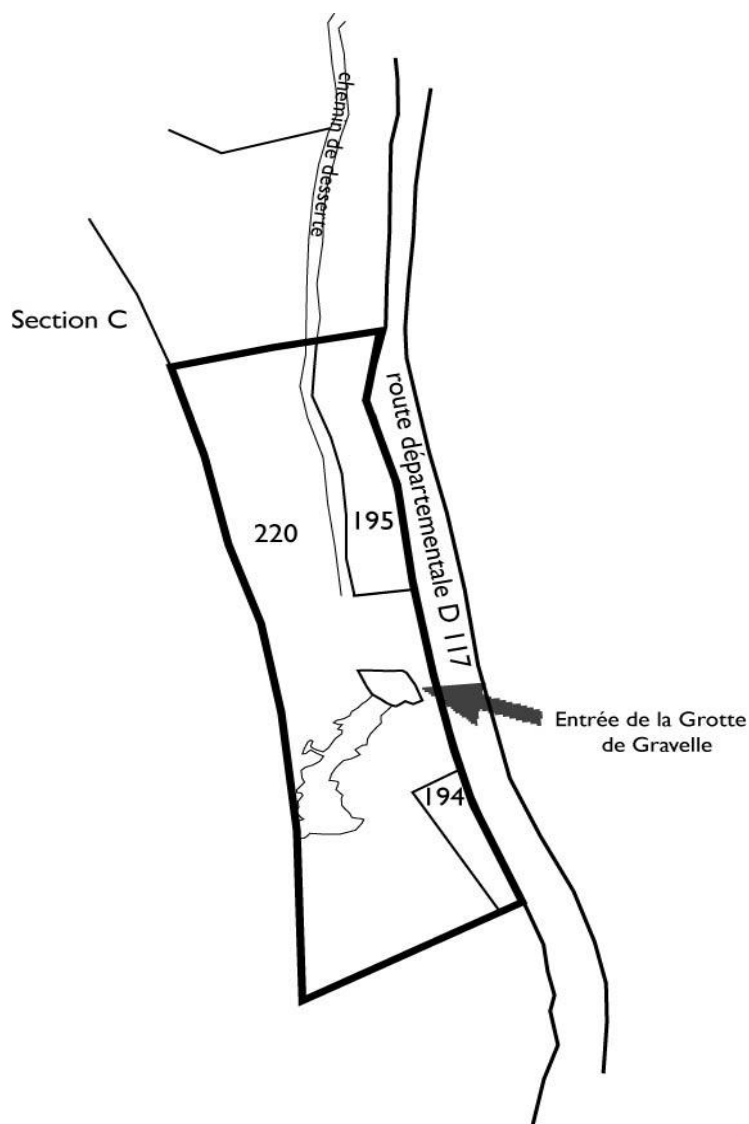 chemin de desserte
Section C
route départementale D 117
220
195
Entrée de la Grotte
de Gravelle
194